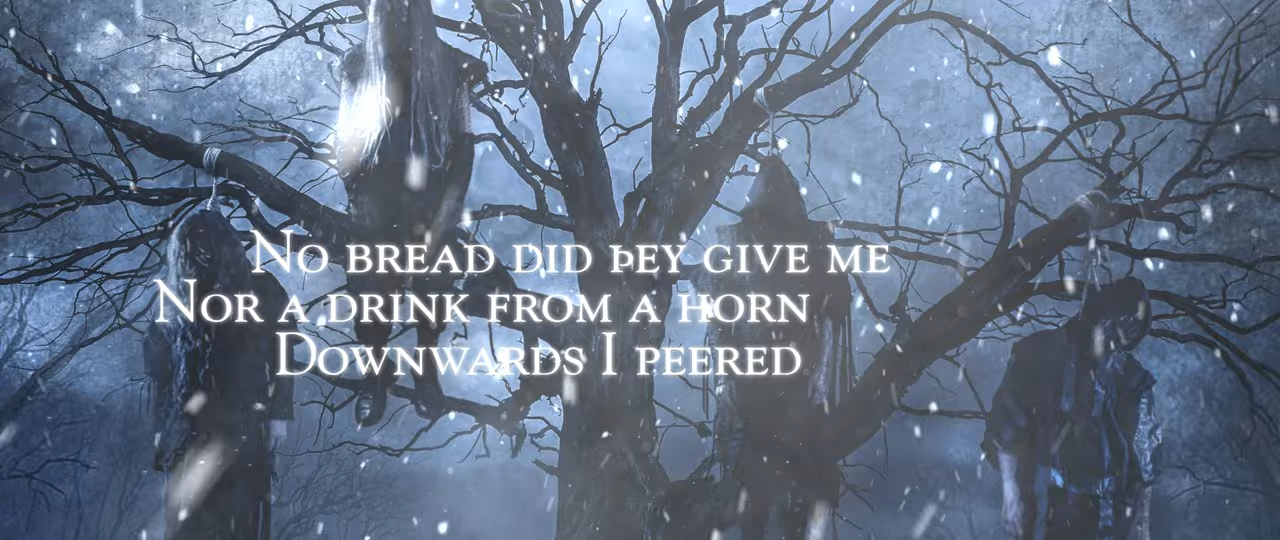 No bread did þey give me
Nor a drink from a horn
Downwards I peered